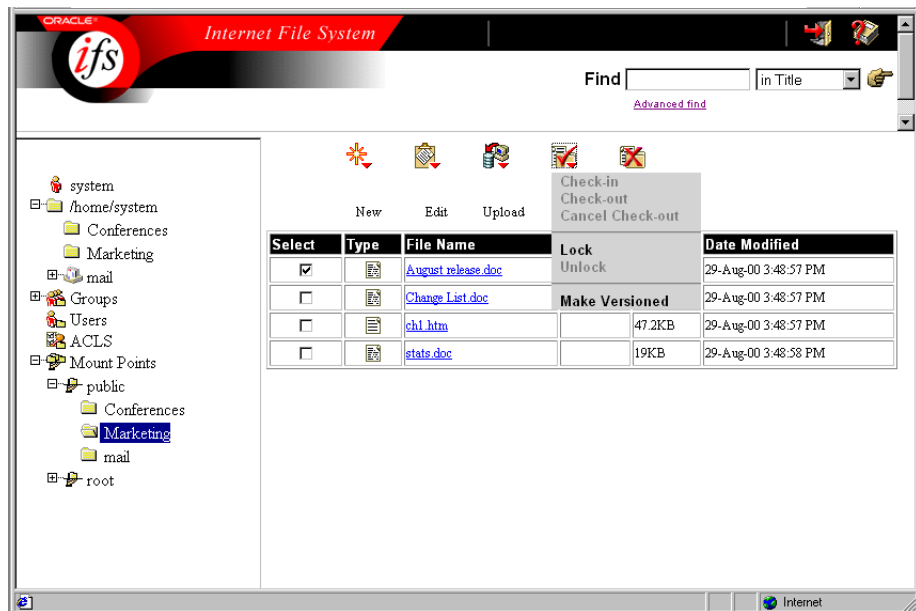 ORACLE
ifs
Internet File System
Find
in Title
Advanced find
system
/home/system
Conferences
Marketing
mail
Groups
Users
ACLS
Mount Points
public
Conferences
Marketing
mail
root
New Edit Upload
Check-in
Check-out
Cancel Check-out
Lock
Unlock
Make Versioned
Select Type File Name Date Modified
August release.doc 29-Aug-00 3:48:57 PM
Change List.doc 29-Aug-00 3:48:57 PM
ch1.htm 47.2KB 29-Aug-00 3:48:57 PM
stats.doc 19KB 29-Aug-00 3:48:58 PM
Internet